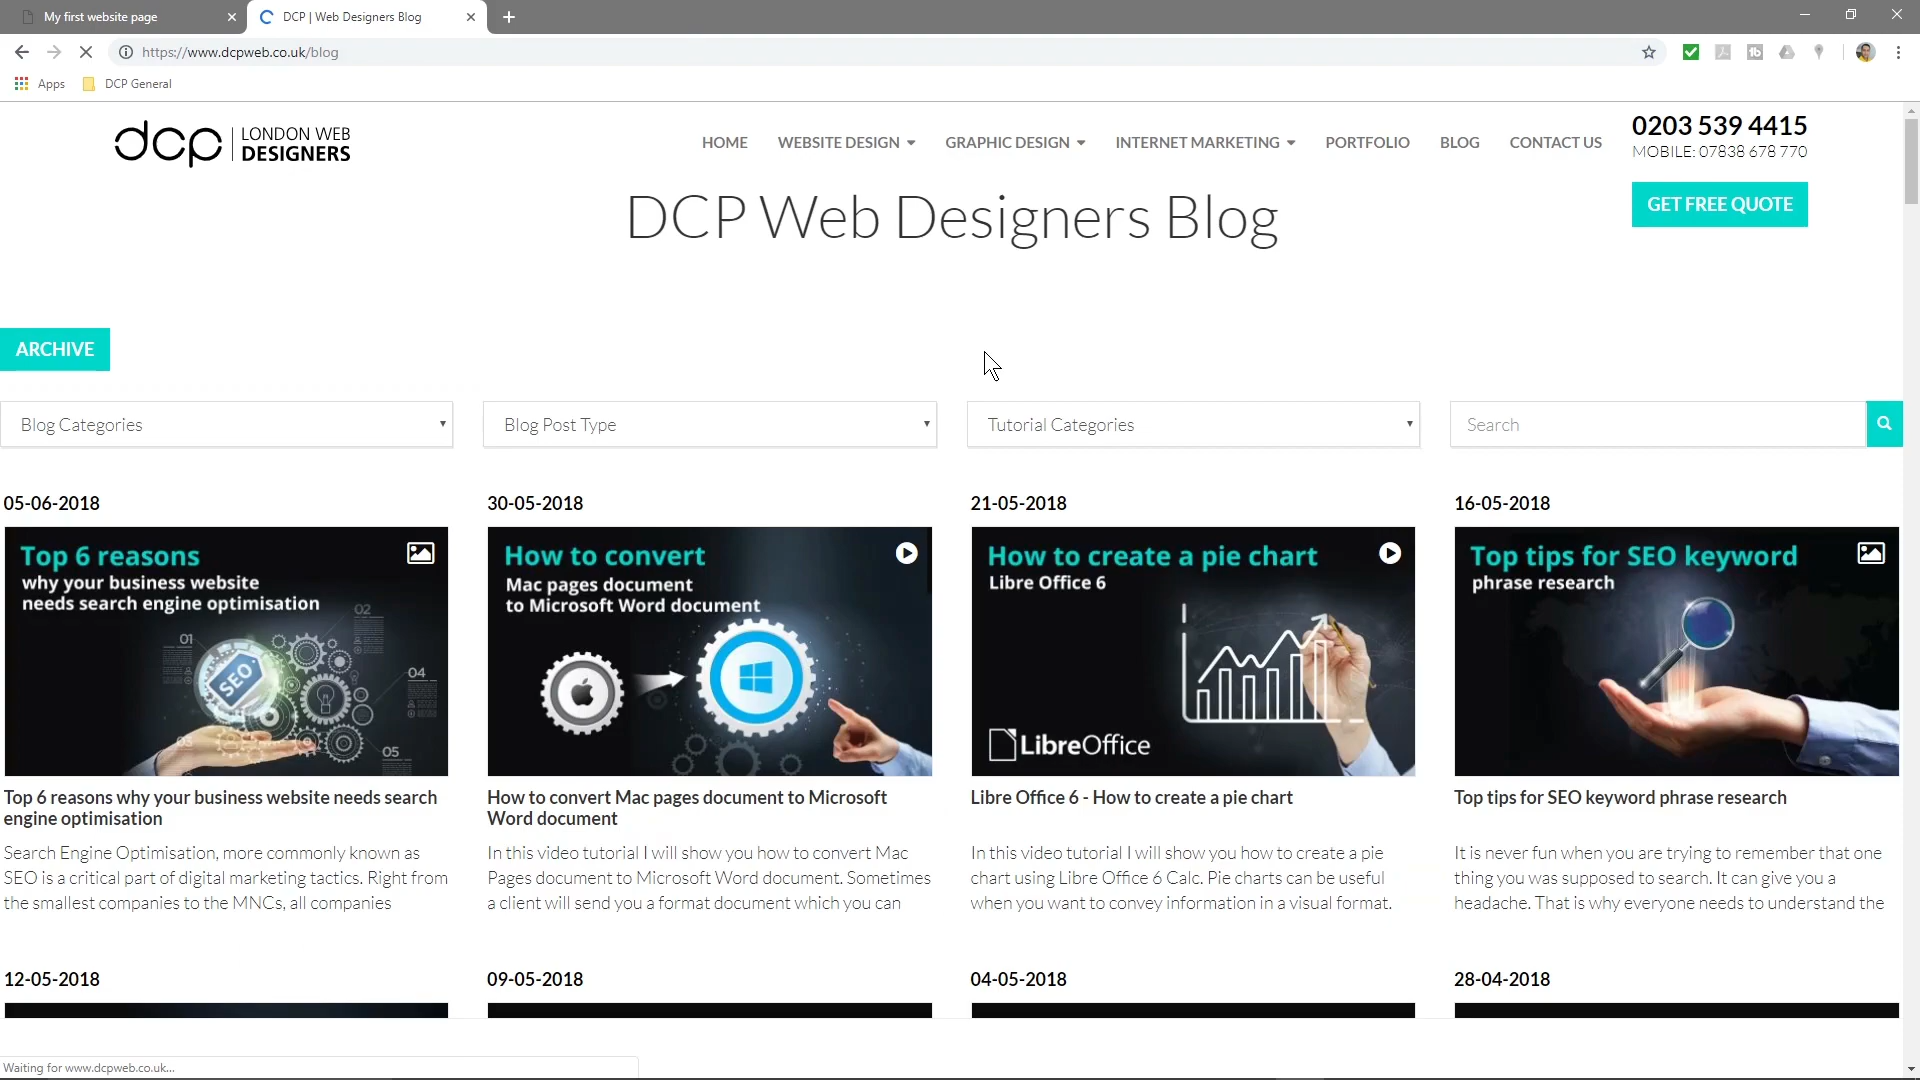 My first website page
DCP | Web Designers Blog
https://www.dcpweb.co.uk/blog
Apps
DCP General
dcp
LONDON WEB
DESIGNERS
HOME
WEBSITE DESIGN
GRAPHIC DESIGN
INTERNET MARKETING
PORTFOLIO
BLOG
CONTACT US
0203 539 4415
MOBILE: 07838 678 770
GET FREE QUOTE
DCP Web Designers Blog
ARCHIVE
Blog Categories
Blog Post Type
Tutorial Categories
Search
05-06-2018
Top 6 reasons
why your business website
needs search engine optimisation
01
02
03
04
05
SEO
Top 6 reasons why your business website needs search
engine optimisation
Search Engine Optimisation, more commonly known as
SEO is a critical part of digital marketing tactics. Right from
the smallest companies to the MNCs, all companies
30-05-2018
How to convert
Mac pages document
to Microsoft Word document
How to convert Mac pages document to Microsoft
Word document
In this video tutorial I will show you how to convert Mac
Pages document to Microsoft Word document. Sometimes
a client will send you a format document which you can
21-05-2018
How to create a pie chart
Libre Office 6
LibreOffice
Libre Office 6 - How to create a pie chart
In this video tutorial I will show you how to create a pie
chart using Libre Office 6 Calc. Pie charts can be useful
when you want to convey information in a visual format.
16-05-2018
Top tips for SEO keyword
phrase research
Top tips for SEO keyword phrase research
It is never fun when you are trying to remember that one
thing you was supposed to search. It can give you a
headache. That is why everyone needs to understand the
12-05-2018
09-05-2018
04-05-2018
28-04-2018
Waiting for www.dcpweb.co.uk...